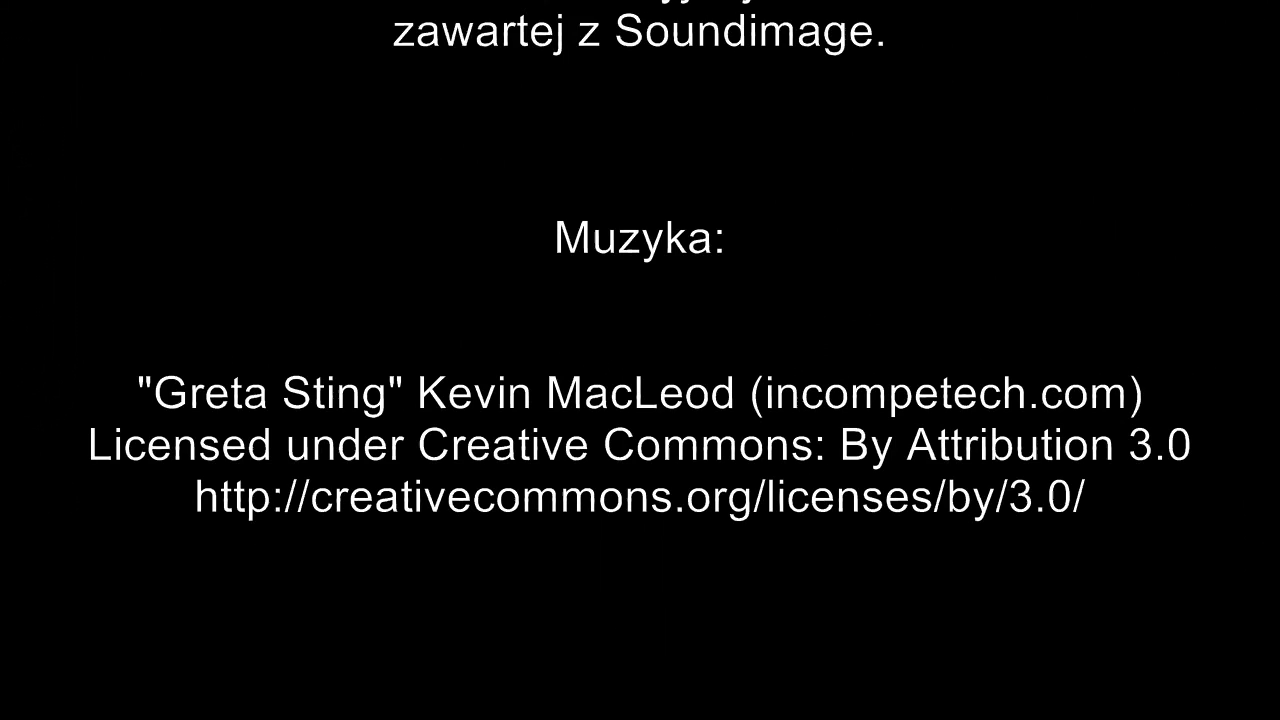 zawartej z Soundimage.
Muzyka:
"Greta Sting" Kevin MacLeod (incompetech.com)
Licensed under Creative Commons: By Attribution 3.0
http://creativecommons.org/licenses/by/3.0/